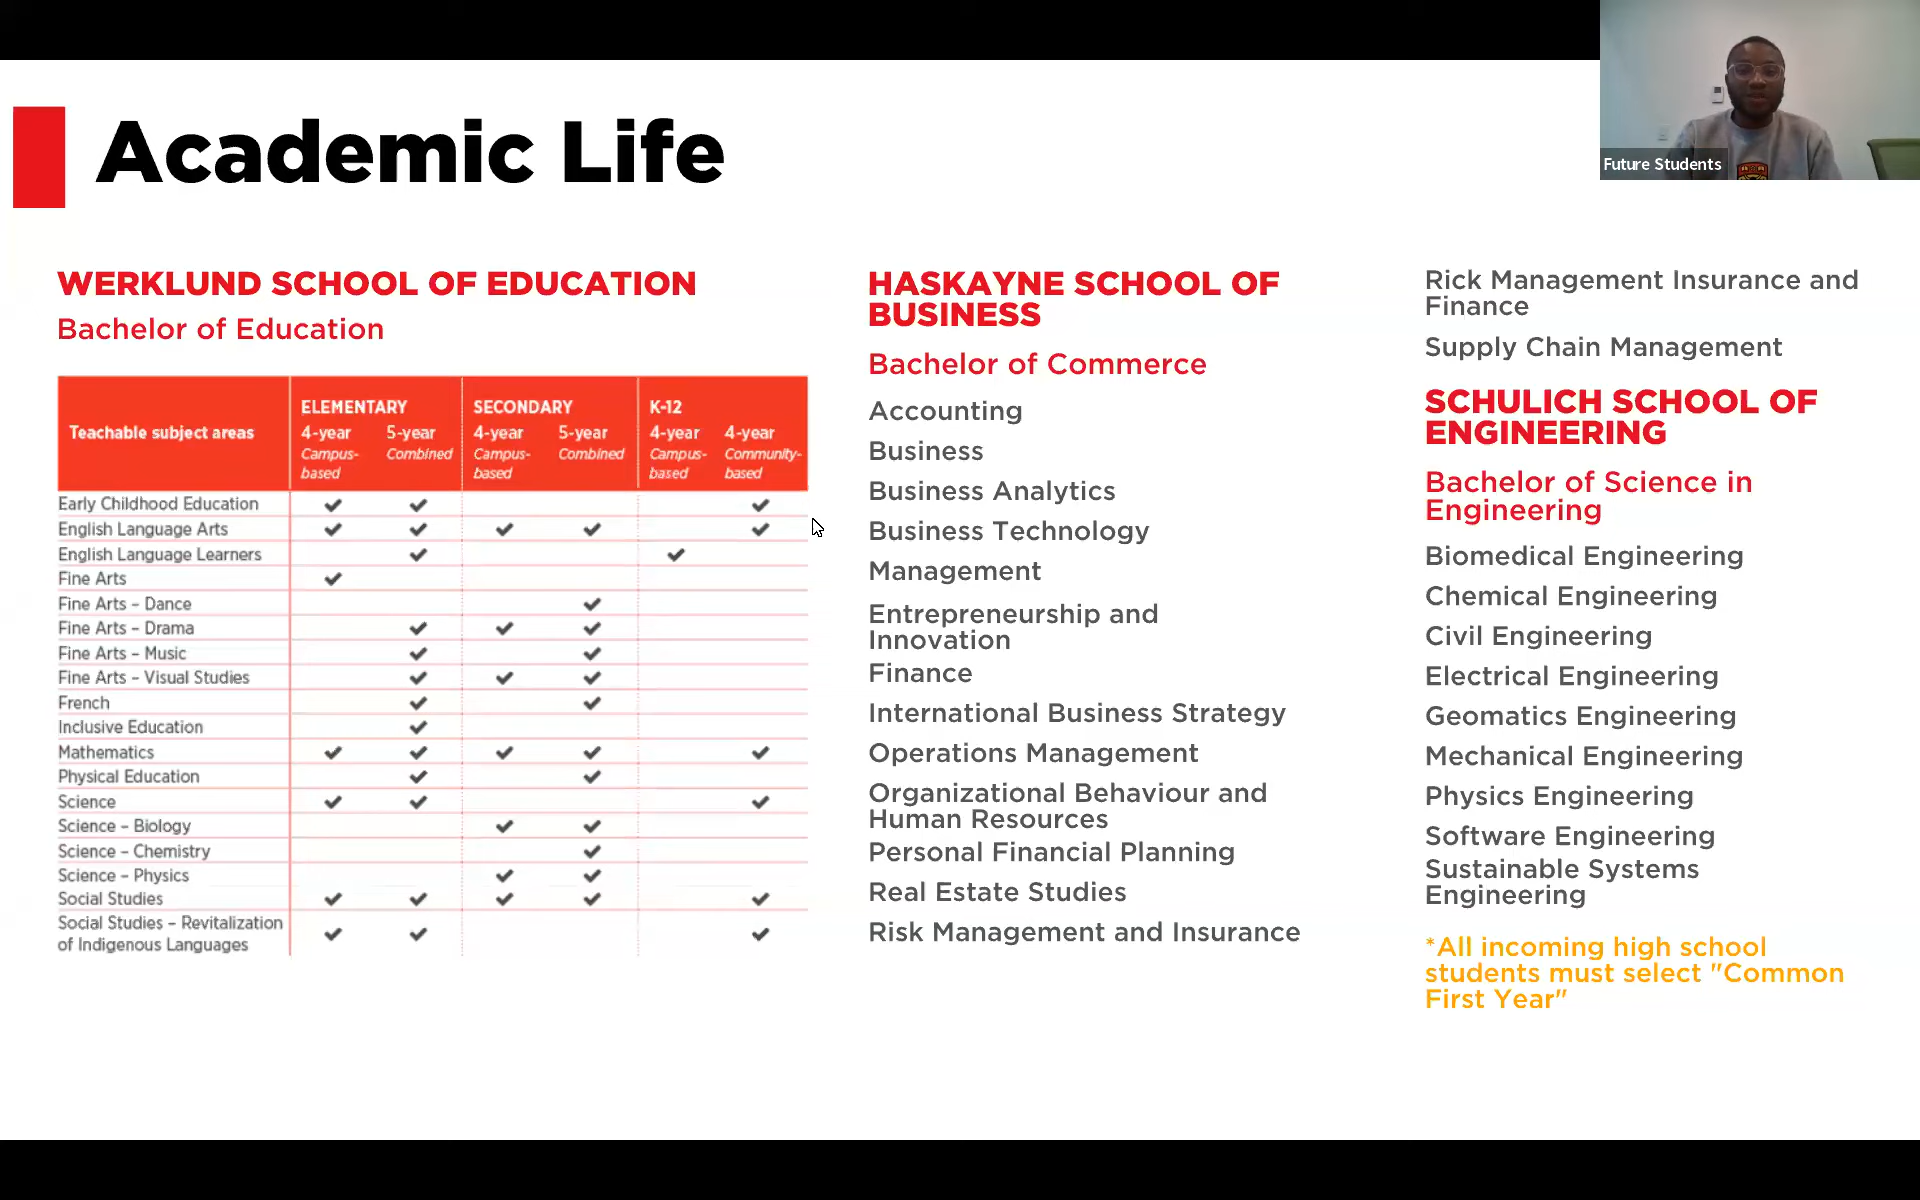 Academic Life
Future Students
WERKLUND SCHOOL OF EDUCATION
Bachelor of Education
Teachable subject areas
ELEMENTARY
SECONDARY
K-12
4-year
5-year
4-year
5-year
4-year
4-year
Campus-
Combined
Campus-
Combined
Campus-
Community-
based
based
based
based
Early Childhood Education ✔ ✔ ✔
English Language Arts ✔ ✔ ✔ ✔ ✔
English Language Learners ✔ ✔
Fine Arts ✔
Fine Arts – Dance ✔
Fine Arts – Drama ✔ ✔ ✔
Fine Arts – Music ✔ ✔
Fine Arts – Visual Studies ✔ ✔ ✔
French ✔ ✔
Inclusive Education ✔
Mathematics ✔ ✔ ✔ ✔ ✔
Physical Education ✔ ✔
Science ✔ ✔ ✔
Science – Biology ✔ ✔
Science – Chemistry ✔
Science – Physics ✔ ✔
Social Studies ✔ ✔ ✔ ✔ ✔
Social Studies – Revitalization
of Indigenous Languages ✔ ✔ ✔
HASKAYNE SCHOOL OF
BUSINESS
Bachelor of Commerce
Accounting
Business
Business Analytics
Business Technology
Management
Entrepreneurship and
Innovation
Finance
International Business Strategy
Operations Management
Organizational Behaviour and
Human Resources
Personal Financial Planning
Real Estate Studies
Risk Management and Insurance
Rick Management Insurance and
Finance
Supply Chain Management
SCHULICH SCHOOL OF
ENGINEERING
Bachelor of Science in
Engineering
Biomedical Engineering
Chemical Engineering
Civil Engineering
Electrical Engineering
Geomatics Engineering
Mechanical Engineering
Physics Engineering
Software Engineering
Sustainable Systems
Engineering
*All incoming high school
students must select "Common
First Year"